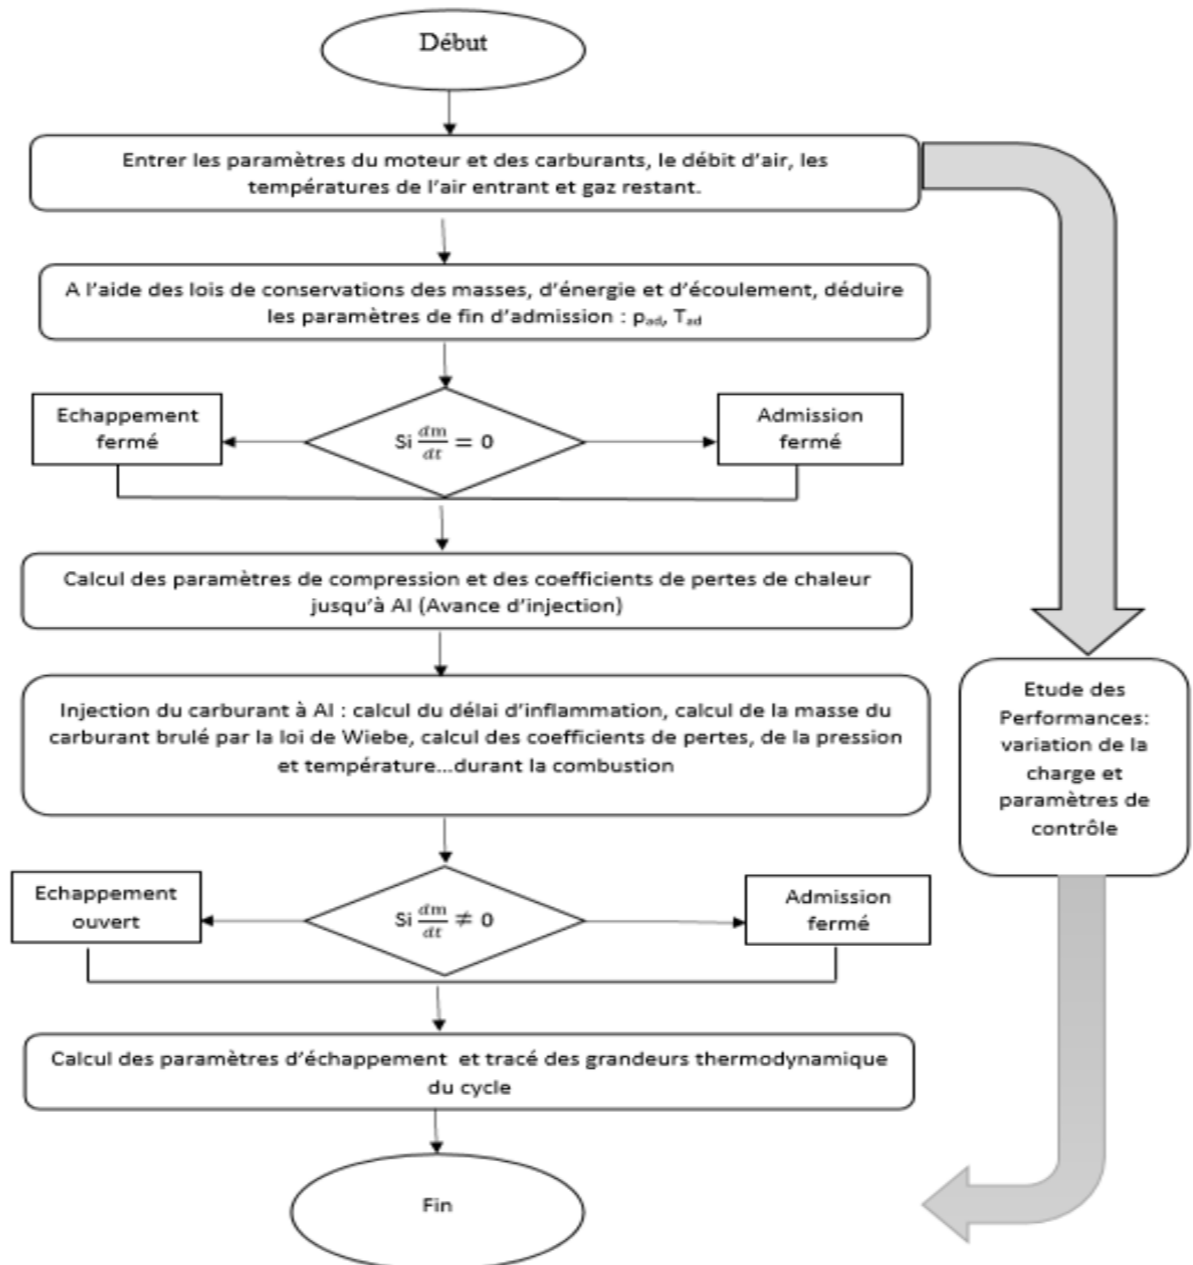 Début
Entrer les paramètres du moteur et des carburants, le débit d’air, les
températures de l’air entrant et gaz restant.
A l’aide des lois de conservations des masses, d’énergie et d’écoulement, déduire
les paramètres de fin d’admission : pₐd, Tₐd
Echappement
fermé
Si dm/dt = 0
Admission
fermé
Calcul des paramètres de compression et des coefficients de pertes de chaleur
jusqu’à AI (Avance d’injection)
Injection du carburant à AI : calcul du délai d’inflammation, calcul de la masse du
carburant brulé par la loi de Wiebe, calcul des coefficients de pertes, de la pression
et température...durant la combustion
Etude des
Performances:
variation de la
charge et
paramètres de
contrôle
Echappement
ouvert
Si dm/dt ≠ 0
Admission
fermé
Calcul des paramètres d’échappement et tracé des grandeurs thermodynamique
du cycle
Fin